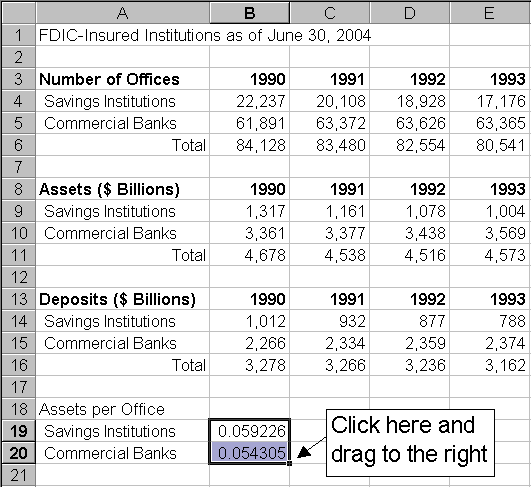 A B C D E
1 FDIC-Insured Institutions as of June 30, 2004
2
3 Number of Offices 1990 1991 1992 1993
4 Savings Institutions 22,237 20,108 18,928 17,176
5 Commercial Banks 61,891 63,372 63,626 63,365
6 Total 84,128 83,480 82,554 80,541
7
8 Assets ($ Billions) 1990 1991 1992 1993
9 Savings Institutions 1,317 1,161 1,078 1,004
10 Commercial Banks 3,361 3,377 3,438 3,569
11 Total 4,678 4,538 4,516 4,573
12
13 Deposits ($ Billions) 1990 1991 1992 1993
14 Savings Institutions 1,012 932 877 788
15 Commercial Banks 2,266 2,334 2,359 2,374
16 Total 3,278 3,266 3,236 3,162
17
18 Assets per Office
19 Savings Institutions 0.059226
20 Commercial Banks 0.054305
21
Click here and
drag to the right